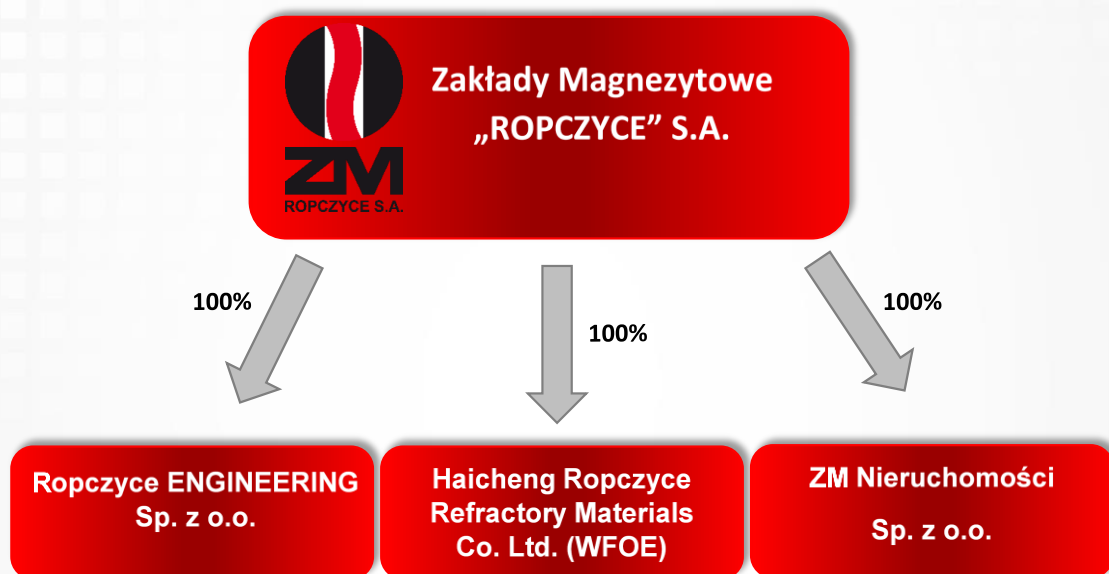 Zakłady Magnezytowe
„ROPCZYCE” S.A.
ZM
ROPCZYCE S.A.
100%
100%
100%
Ropczyce ENGINEERING
Sp. z o.o.
Haicheng Ropczyce
Refractory Materials
Co. Ltd. (WFOE)
ZM Nieruchomości
Sp. z o.o.